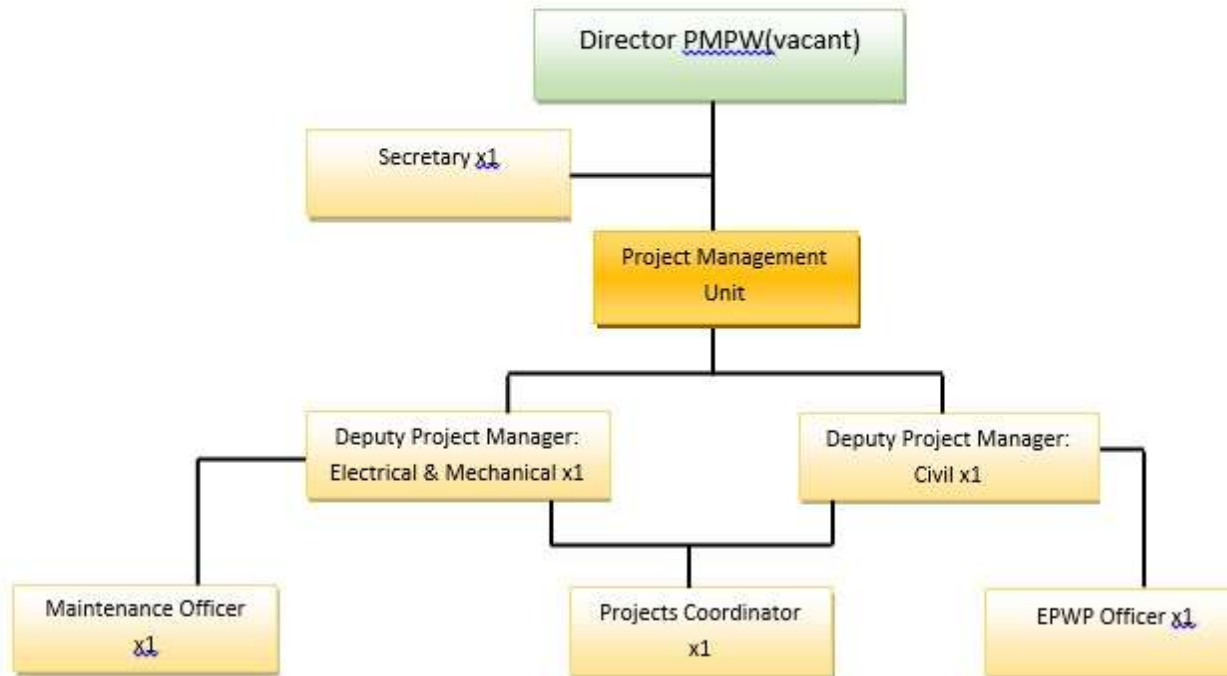 Director PMPW(vacant)
Secretary x1
Project Management
Unit
Deputy Project Manager:
Electrical & Mechanical x1
Deputy Project Manager:
Civil x1
Maintenance Officer
x1
Projects Coordinator
x1
EPWP Officer x1